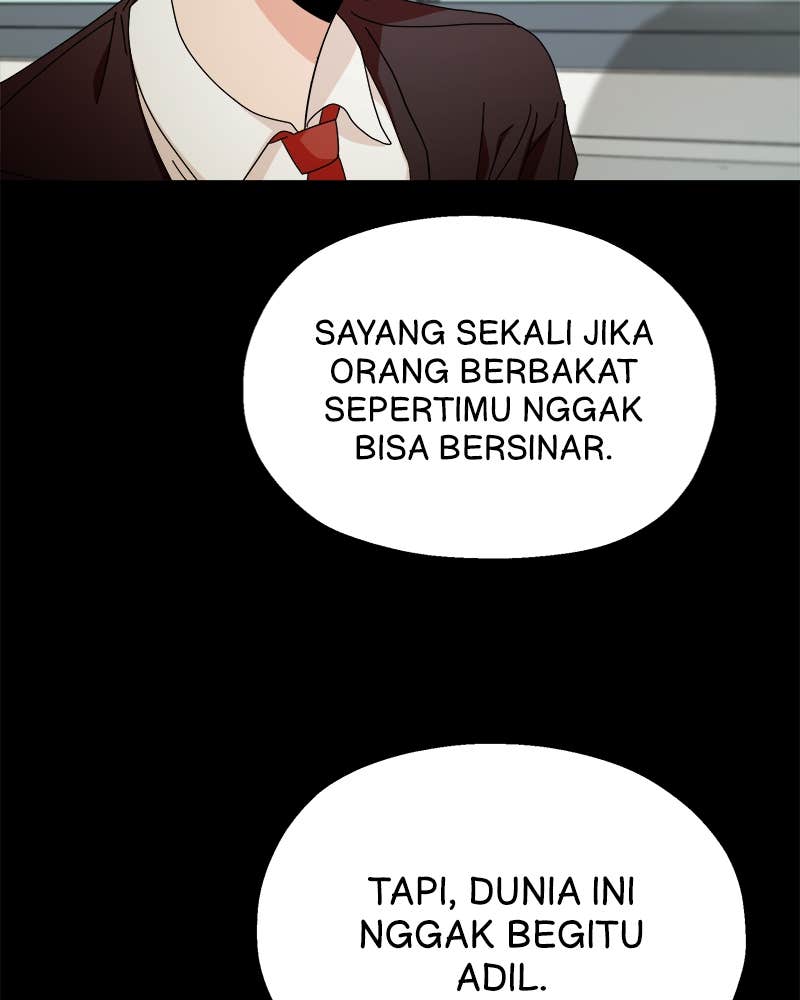 SAYANG SEKALI JIKA
ORANG BERBAKAT
SEPERTIMU NGGAK
BISA BERSINAR.
TAPI, DUNIA INI
NGGAK BEGITU
ADIL.